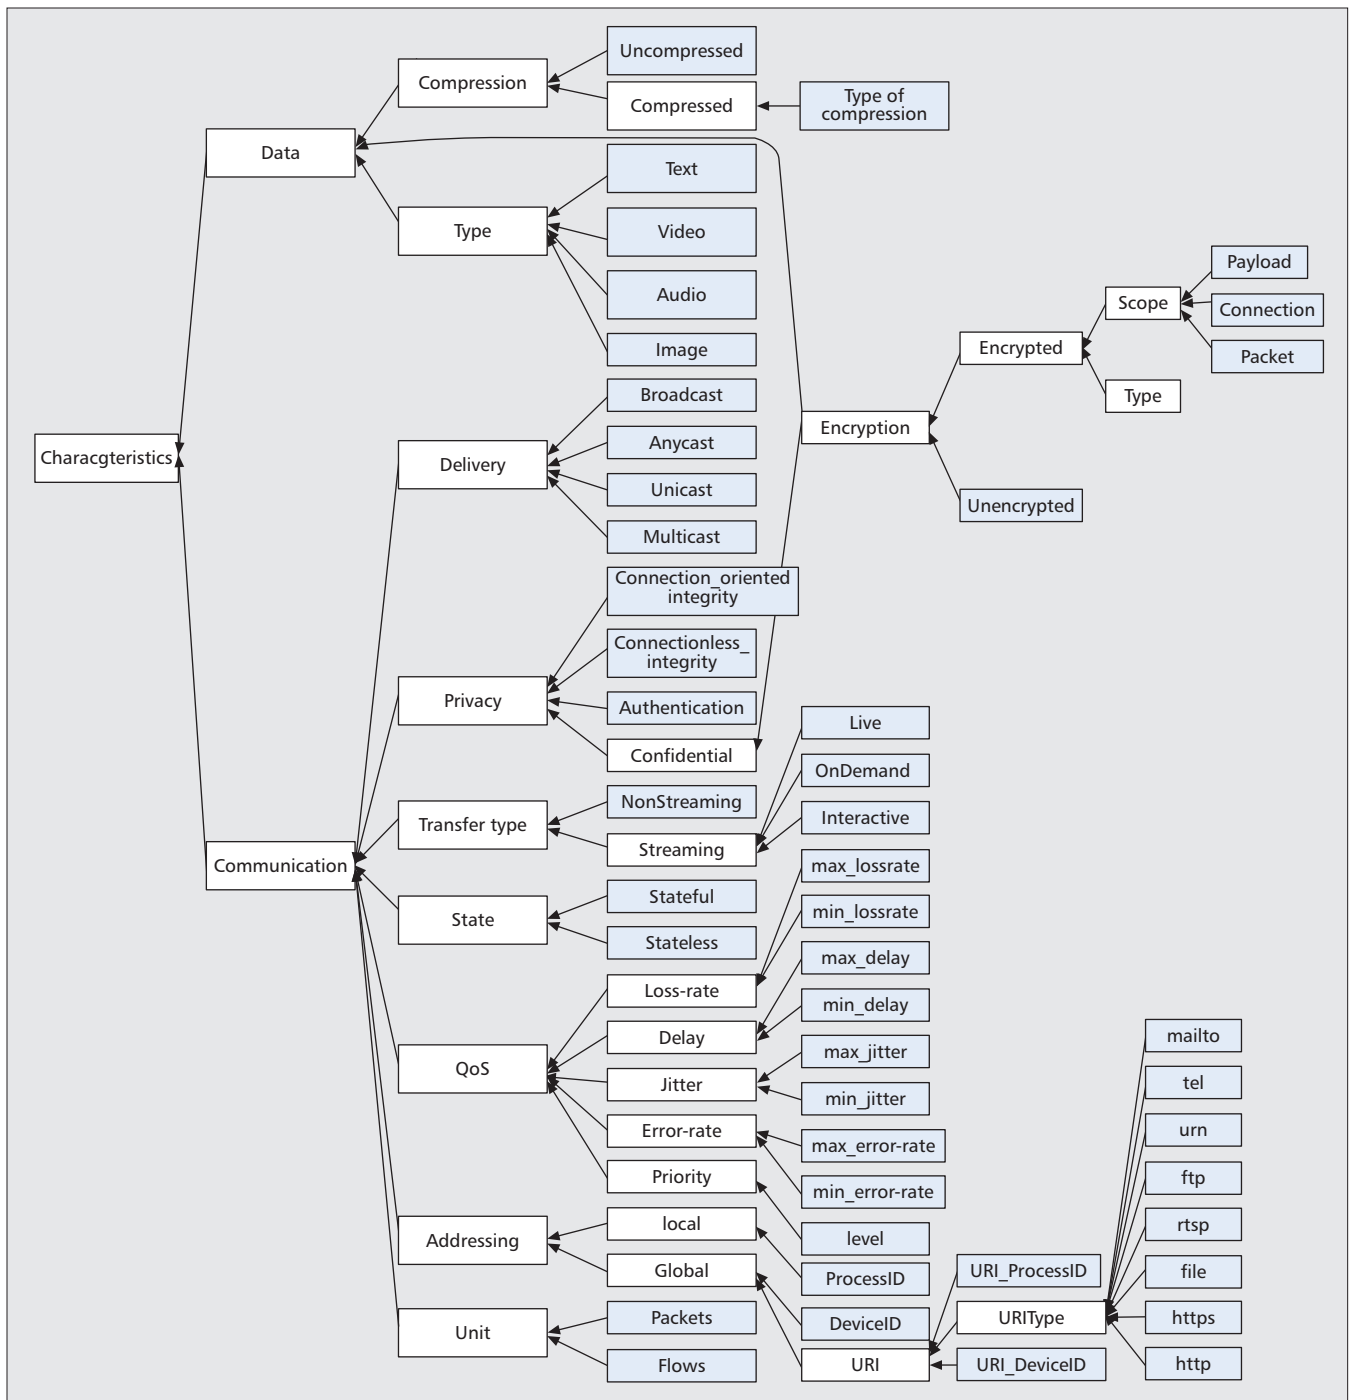 Uncompressed
Compression
Compressed
Type of
compression
Data
Text
Type
Video
Audio
Image
Payload
Scope
Connection
Encrypted
Packet
Type
Broadcast
Encryption
Characgteristics
Delivery
Anycast
Unicast
Unencrypted
Multicast
Connection_oriented
integrity
Connectionless_
integrity
Privacy
Authentication
Confidential
Live
OnDemand
NonStreaming
Interactive
Transfer type
Streaming
Communication
max_lossrate
Stateful
min_lossrate
State
Stateless
max_delay
Loss-rate
min_delay
Delay
mailto
max_jitter
QoS
Jitter
tel
min_jitter
Error-rate
urn
max_error-rate
Priority
ftp
min_error-rate
local
rtsp
Addressing
level
Global
URI_ProcessID
file
ProcessID
Packets
URIType
https
DeviceID
Unit
Flows
URI
URI_DeviceID
http